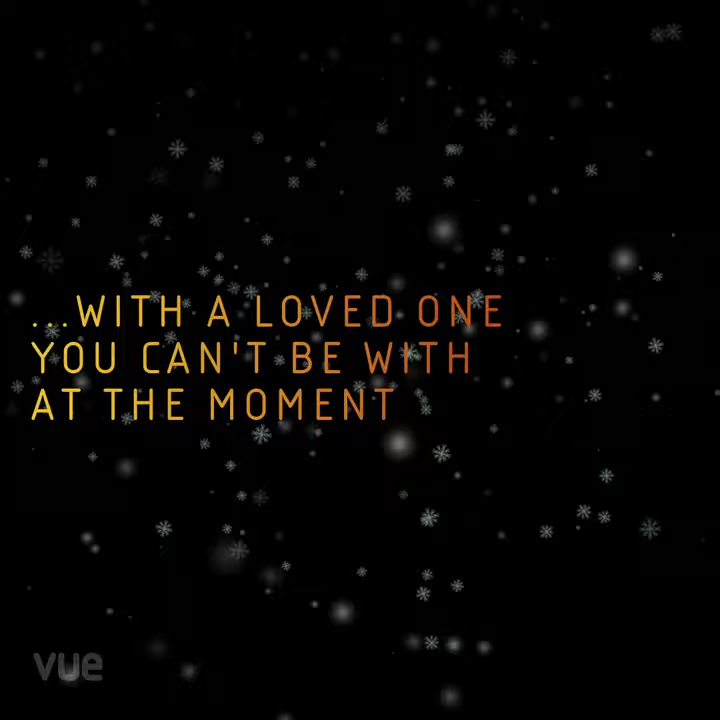 ...WITH A LOVED ONE
YOU CAN'T BE WITH
AT THE MOMENT
vue